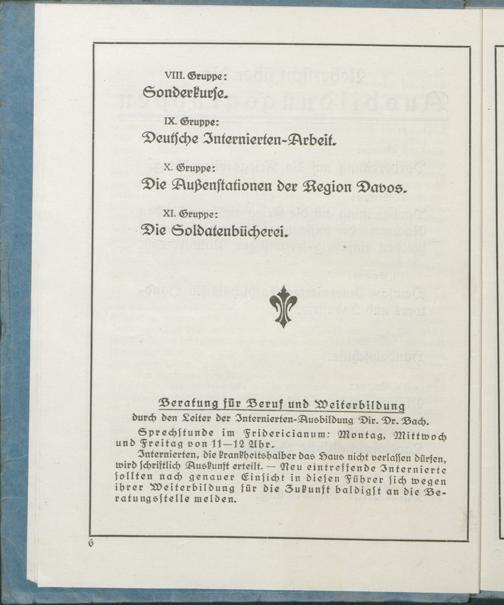 VIII. Gruppe:
Sonderkurse.
IX. Gruppe:
Deutsche Internierten-Arbeit.
X. Gruppe:
Die Außenstationen der Region Davos.
XI. Gruppe:
Die Soldatenbücherei.
Beratung für Beruf und Weiterbildung
durch den Leiter der Internierten-Ausbildung Dir. Dr. Bach.
Sprechstunde im Fridericianum: Montag, Mittwoch
und Freitag von 11—12 Uhr.
Internierten, die krankheitshalber das Haus nicht verlassen dürfen,
wird schriftlich Auskunft erteilt. — Neu eintreffende Internierte
sollten nach genauer Einsicht in diesen Führer sich wegen
ihrer Weiterbildung für die Zukunft baldigst an die Be-
ratungsstelle melden.
6